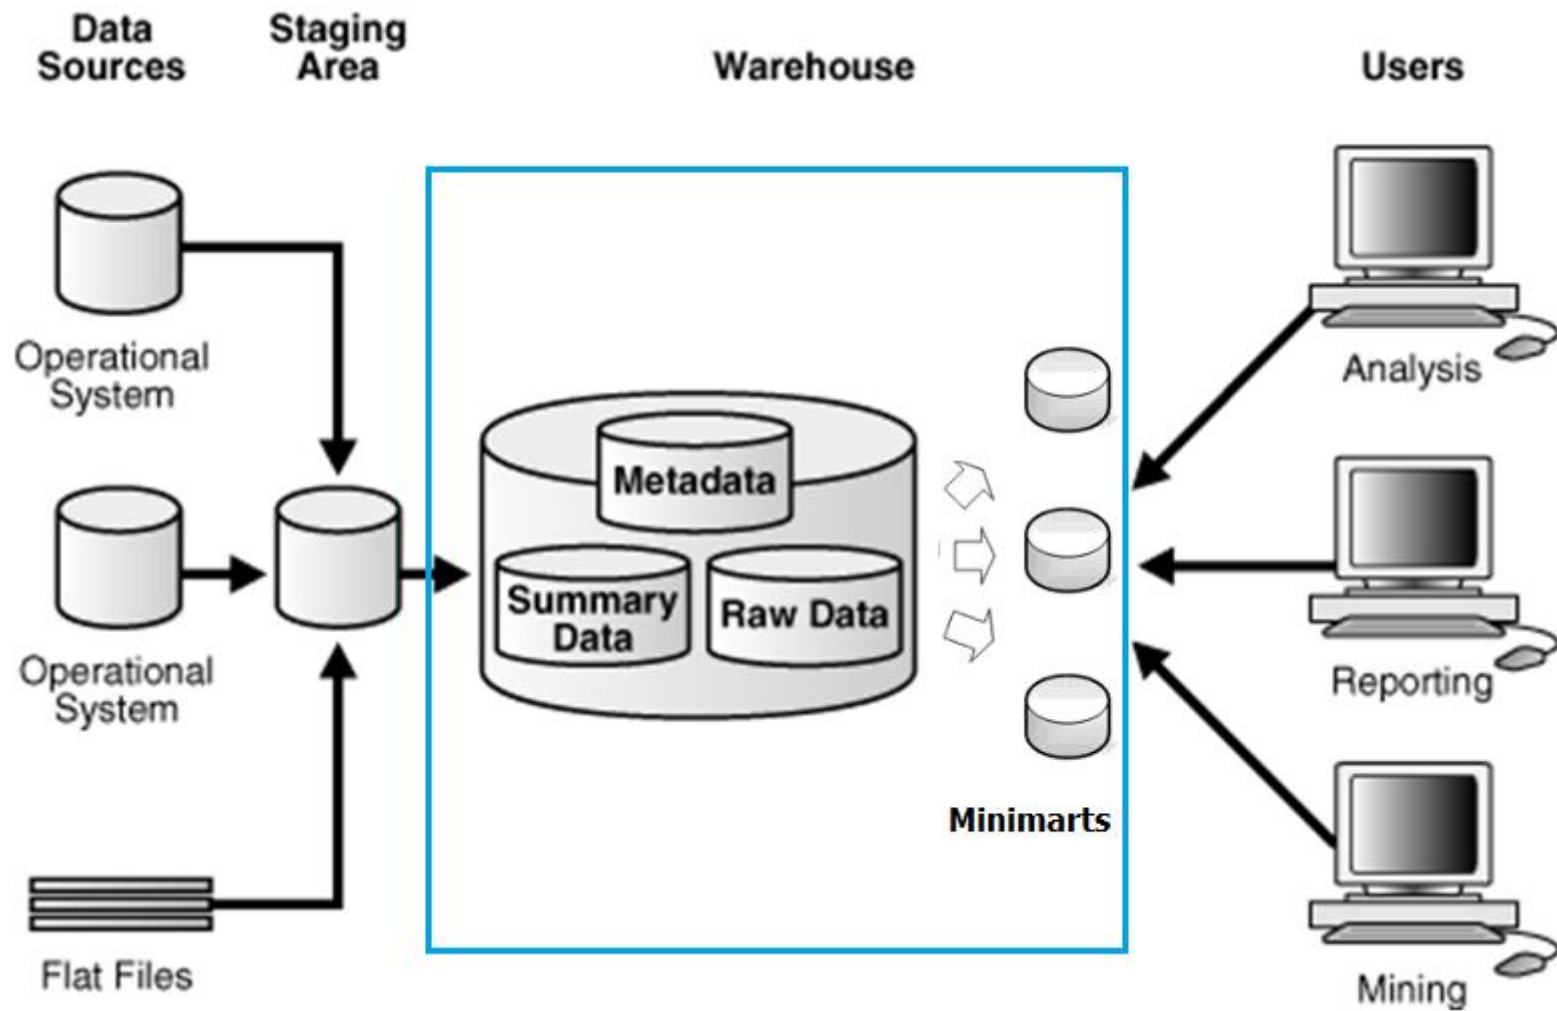 Data
Sources
Staging
Area
Warehouse
Users
Operational
System
Operational
System
Flat Files
Metadata
Summary
Data
Raw Data
Minimarts
Analysis
Reporting
Mining